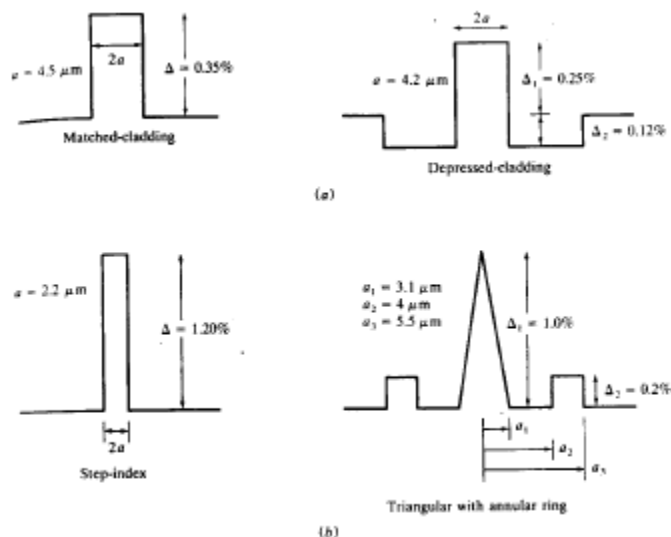 2a
a = 4.5 μm
2a
Δ = 0.35%
a = 4.2 μm
Δ₁ = 0.25%
Δ₂ = 0.12%
Matched-cladding
Depressed-cladding
(a)
a = 2.2 μm
Δ = 1.20%
a₁ = 3.1 μm
a₂ = 4 μm
a₃ = 5.5 μm
Δ₁ = 1.0%
Δ₂ = 0.2%
2a
a₁
a₂
a₃
Step-index
Triangular with annular ring
(b)